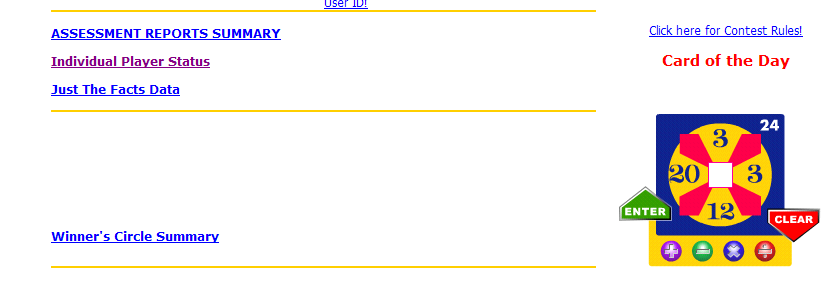 User ID!
ASSESSMENT REPORTS SUMMARY
Click here for Contest Rules!
Individual Player Status
Card of the Day
Just The Facts Data
24
3
20 3
12
ENTER
CLEAR
Winner's Circle Summary
+ − × ÷